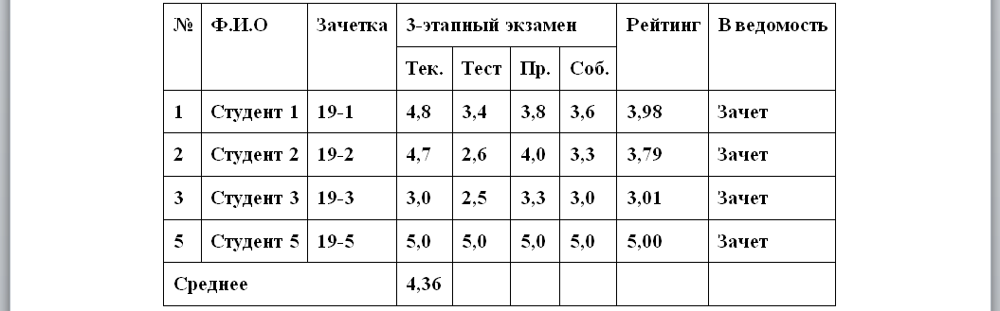 № Ф.И.О Зачетка 3-этапный экзамен Рейтинг В ведомость
Тек. Тест Пр. Соб.
1 Студент 1 19-1 4,8 3,4 3,8 3,6 3,98 Зачет
2 Студент 2 19-2 4,7 2,6 4,0 3,3 3,79 Зачет
3 Студент 3 19-3 3,0 2,5 3,3 3,0 3,01 Зачет
5 Студент 5 19-5 5,0 5,0 5,0 5,0 5,00 Зачет
Среднее 4,36